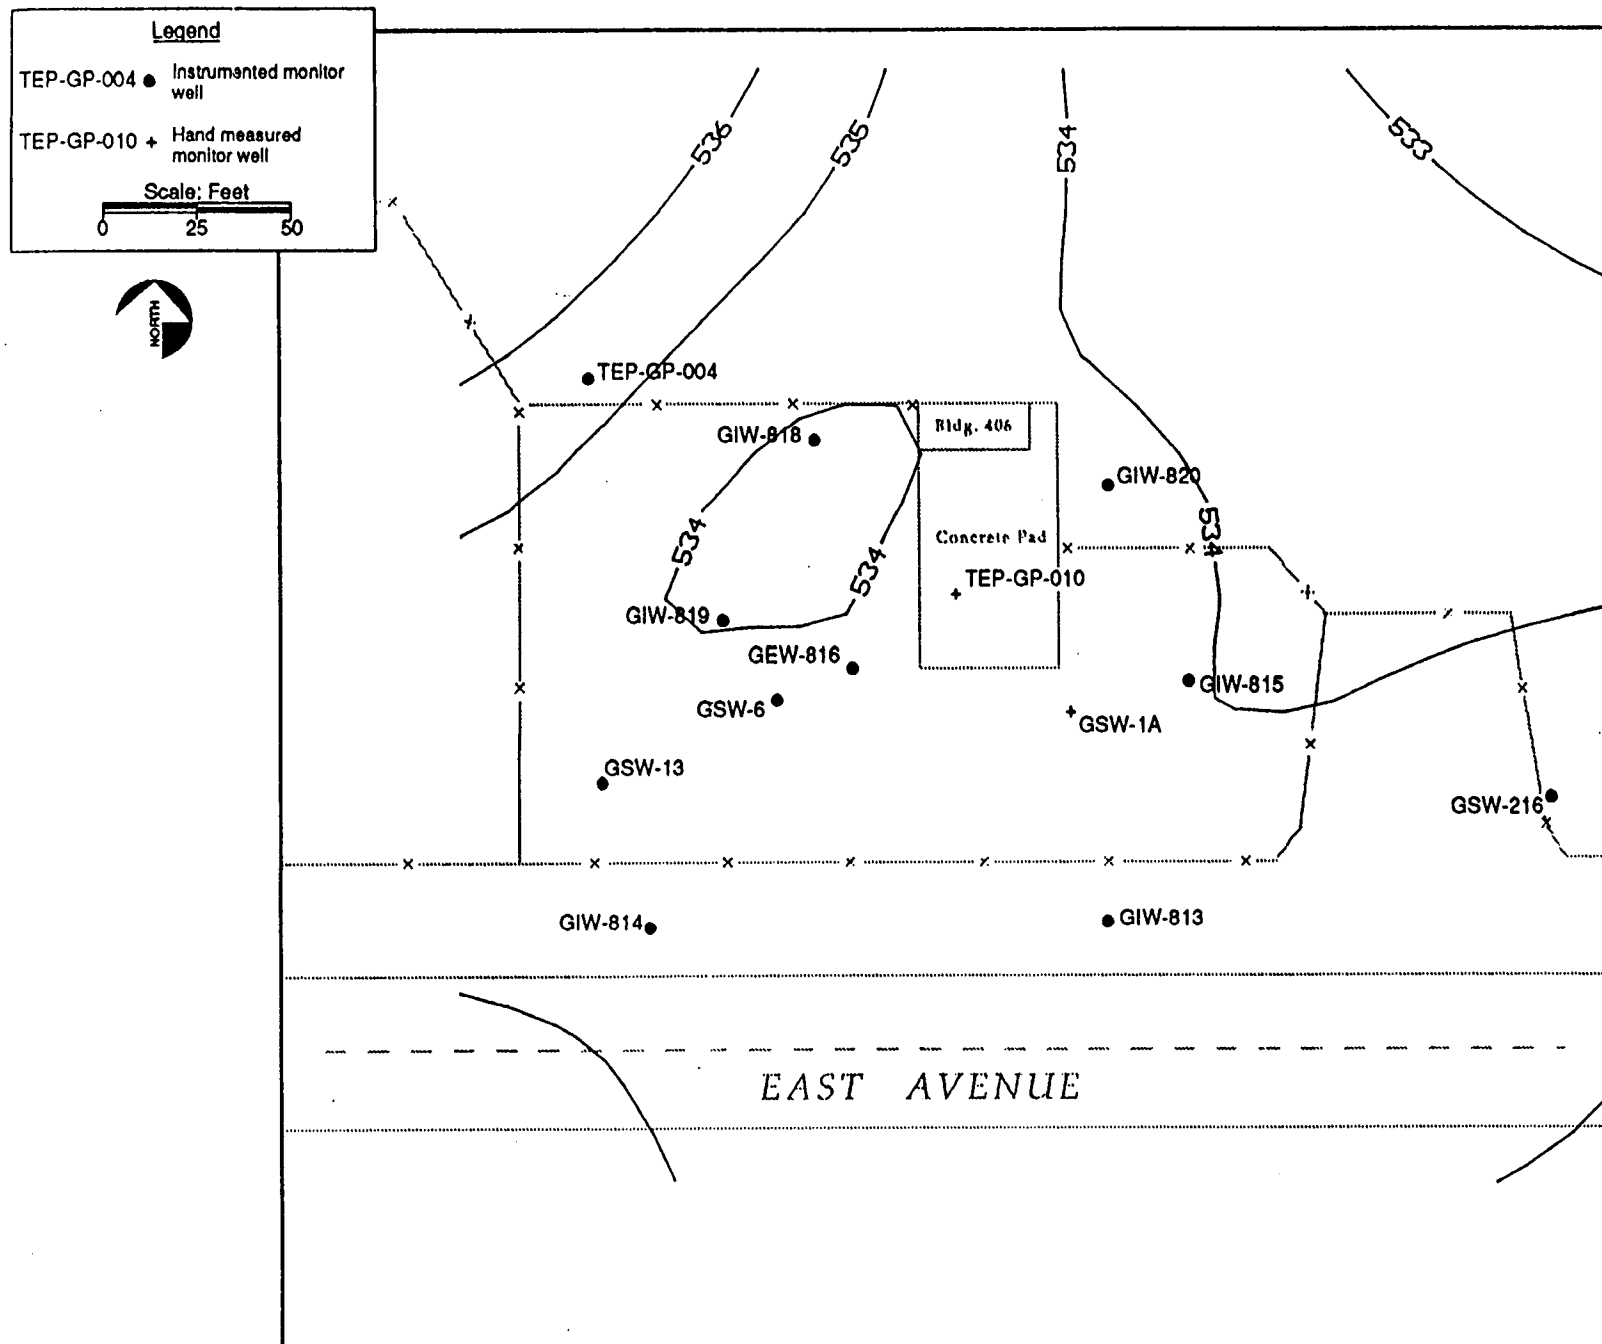 Legend
TEP-GP-004 Instrumented monitor
well
TEP-GP-010 + Hand measured
monitor well
Scale: Feet
0 25 50
NORTH
536
535
534
533
TEP-GP-004
GIW-818
Bldg. 406
GIW-820
534
534
534
Concrete Pad
TEP-GP-010
GIW-819
GEW-816
GIW-815
GSW-6
GSW-1A
GSW-13
GSW-216
GIW-814
GIW-813
EAST AVENUE